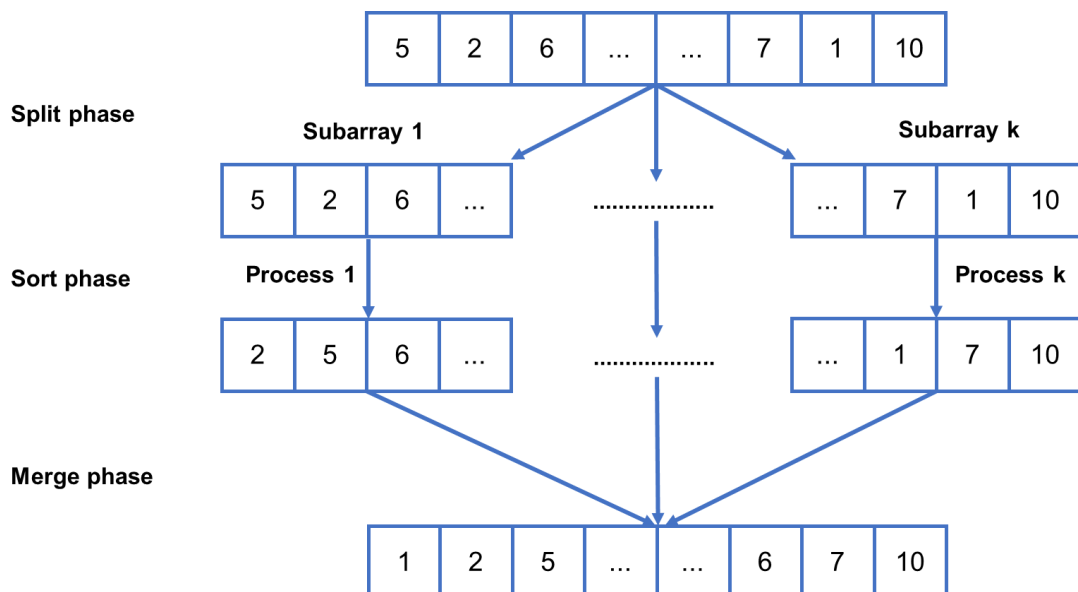 5 2 6 ... ... 7 1 10
Split phase
Subarray 1
Subarray k
5 2 6 ...
...................
... 7 1 10
Sort phase
Process 1
Process k
2 5 6 ...
...................
... 1 7 10
Merge phase
1 2 5 ... ... 6 7 10